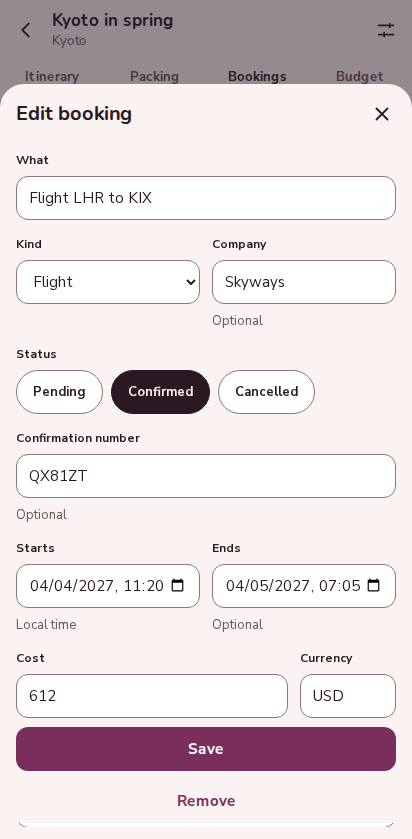 Kyoto in spring
Kyoto
Itinerary Packing Bookings Budget
Edit booking
What
Flight LHR to KIX
Kind Company
Flight Skyways
Optional
Status
Pending Confirmed Cancelled
Confirmation number
QX81ZT
Optional
Starts Ends
04/04/2027, 11:20 04/05/2027, 07:05
Local time Optional
Cost Currency
612 USD
Save
Remove